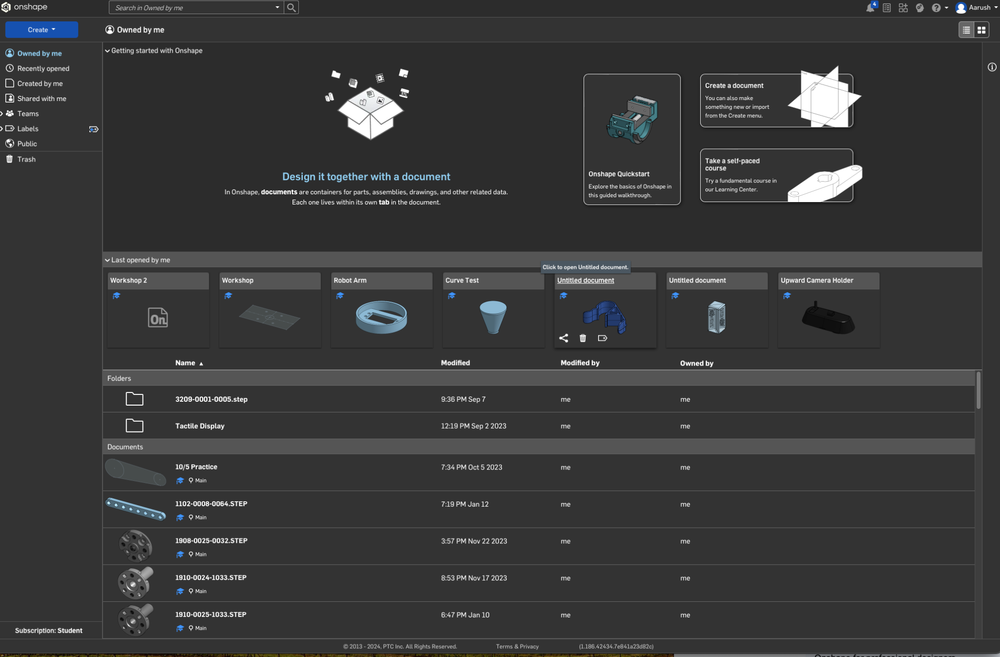 onshape
Search in Owned by me
4
Aarush
Create
Owned by me
Owned by me
Recently opened
Created by me
Shared with me
Teams
Labels
Public
Trash
Subscription: Student
Getting started with Onshape
STL
Design it together with a document
In Onshape, documents are containers for parts, assemblies, drawings, and other related data.
Each one lives within its own tab in the document.
Onshape Quickstart
Explore the basics of Onshape in
this guided walkthrough.
Create a document
You can also make
something new or import
from the Create menu.
Take a self-paced
course
Try a fundamental course in
our Learning Center.
Last opened by me
Click to open Untitled document.
Workshop 2
On
Workshop
Robot Arm
Curve Test
Untitled document
Untitled document
Upward Camera Holder
Name ▲ Modified Modified by Owned by
Folders
3209-0001-0005.step 9:36 PM Sep 7 me me
Tactile Display 12:19 PM Sep 2 2023 me me
Documents
10/5 Practice 7:34 PM Oct 5 2023 me me
Main
1102-0008-0064.STEP 7:19 PM Jan 12 me me
Main
1908-0025-0032.STEP 3:57 PM Nov 22 2023 me me
Main
1910-0024-1033.STEP 8:53 PM Nov 17 2023 me me
Main
1910-0025-1033.STEP 6:47 PM Jan 10 me me
Main
© 2013 - 2024, PTC Inc. All Rights Reserved. Terms & Privacy (1.186.42434.7e841a23d82c)